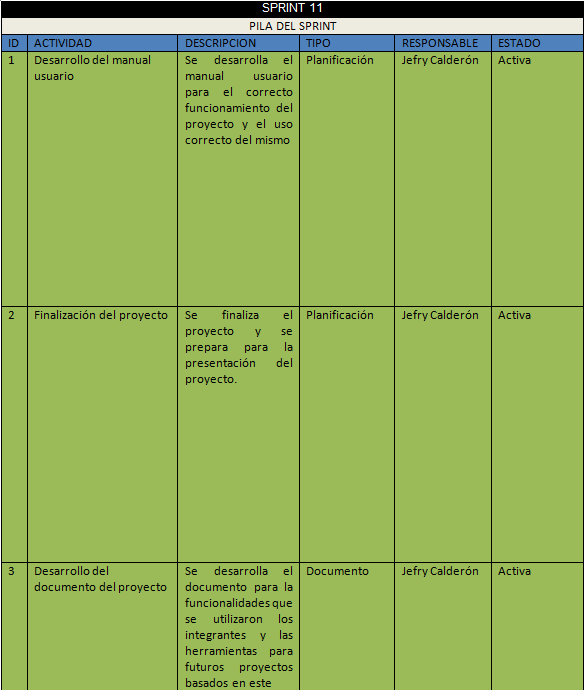 SPRINT 11
PILA DEL SPRINT
ID ACTIVIDAD DESCRIPCION TIPO RESPONSABLE ESTADO
1 Desarrollo del manual Se desarrolla el Planificación Jefry Calderón Activa
usuario manual usuario
para el correcto
funcionamiento del
proyecto y el uso
correcto del mismo
2 Finalización del proyecto Se finaliza el Planificación Jefry Calderón Activa
proyecto y se
prepara para la
presentación del
proyecto.
3 Desarrollo del Se desarrolla el Documento Jefry Calderón Activa
documento del proyecto documento para la
funcionalidades que
se utilizaron los
integrantes y las
herramientas para
futuros proyectos
basados en este